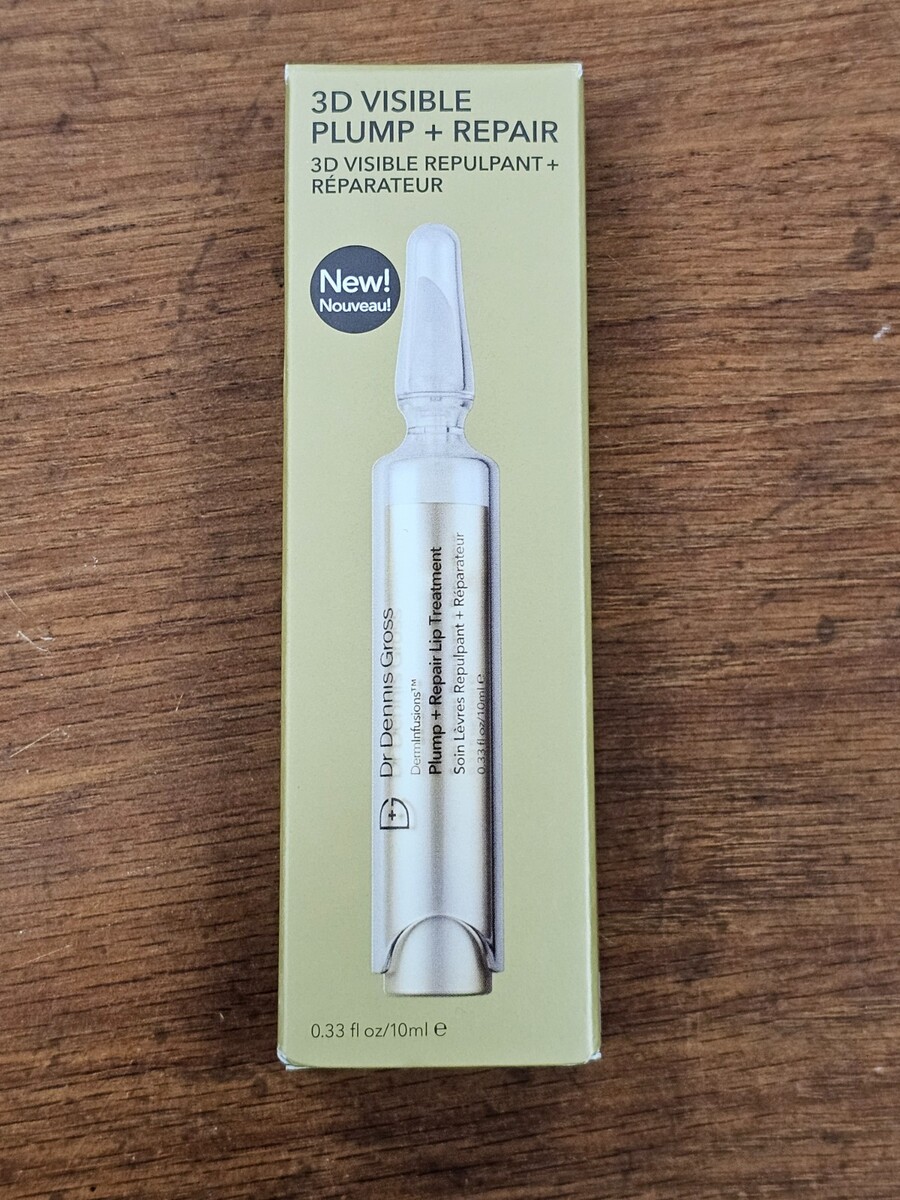 3D VISIBLE
PLUMP + REPAIR
3D VISIBLE REPULPANT +
RÉPARATEUR
New!
Nouveau!
Dr Dennis Gross
DermInfusions™
Plump + Repair Lip Treatment
Soin Lèvres Repulpant + Réparateur
0.33 fl oz/10ml ℮
0.33 fl oz/10ml ℮